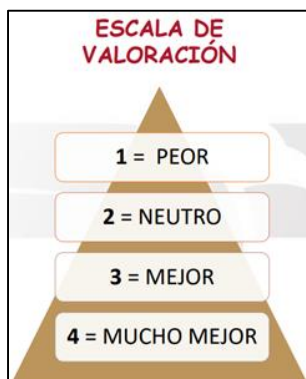 ESCALA DE
VALORACIÓN
1 = PEOR
2 = NEUTRO
3 = MEJOR
4 = MUCHO MEJOR